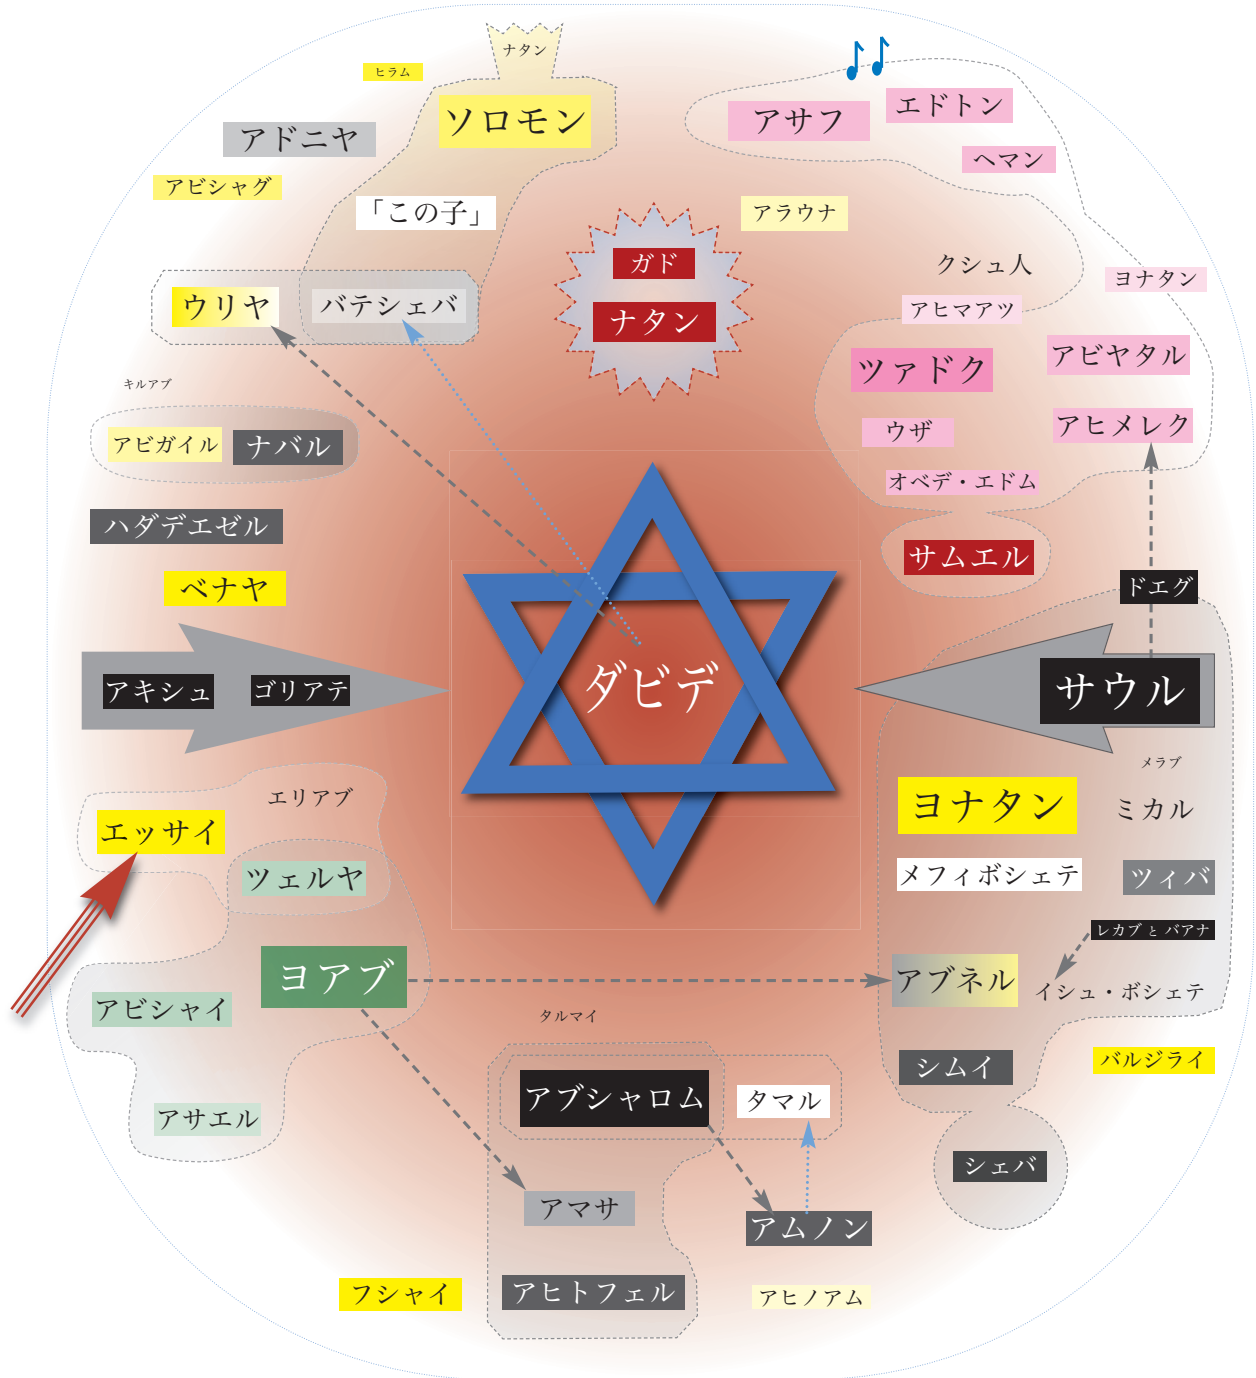 ナタン
ヒラム
ソロモン
アドニヤ
アビシャグ
「この子」
ウリヤ
バテシェバ
アサフ
エドトン
ヘマン
アラウナ
ガド
ナタン
クシュ人
ヨナタン
アヒマアツ
ツァドク
アビヤタル
ウザ
アヒメレク
オベデ・エドム
サムエル
キルアブ
アビガイル
ナバル
ハダデエゼル
ベナヤ
アキシュ
ゴリアテ
ダビデ
ドエグ
サウル
メラブ
ヨナタン
ミカル
メフィボシェテ
ツィバ
レカブ と バアナ
アブネル
イシュ・ボシェテ
シムイ
バルジライ
シェバ
エリアブ
エッサイ
ツェルヤ
ヨアブ
アビシャイ
アサエル
タルマイ
アブシャロム
タマル
アマサ
アムノン
フシャイ
アヒトフェル
アヒノアム